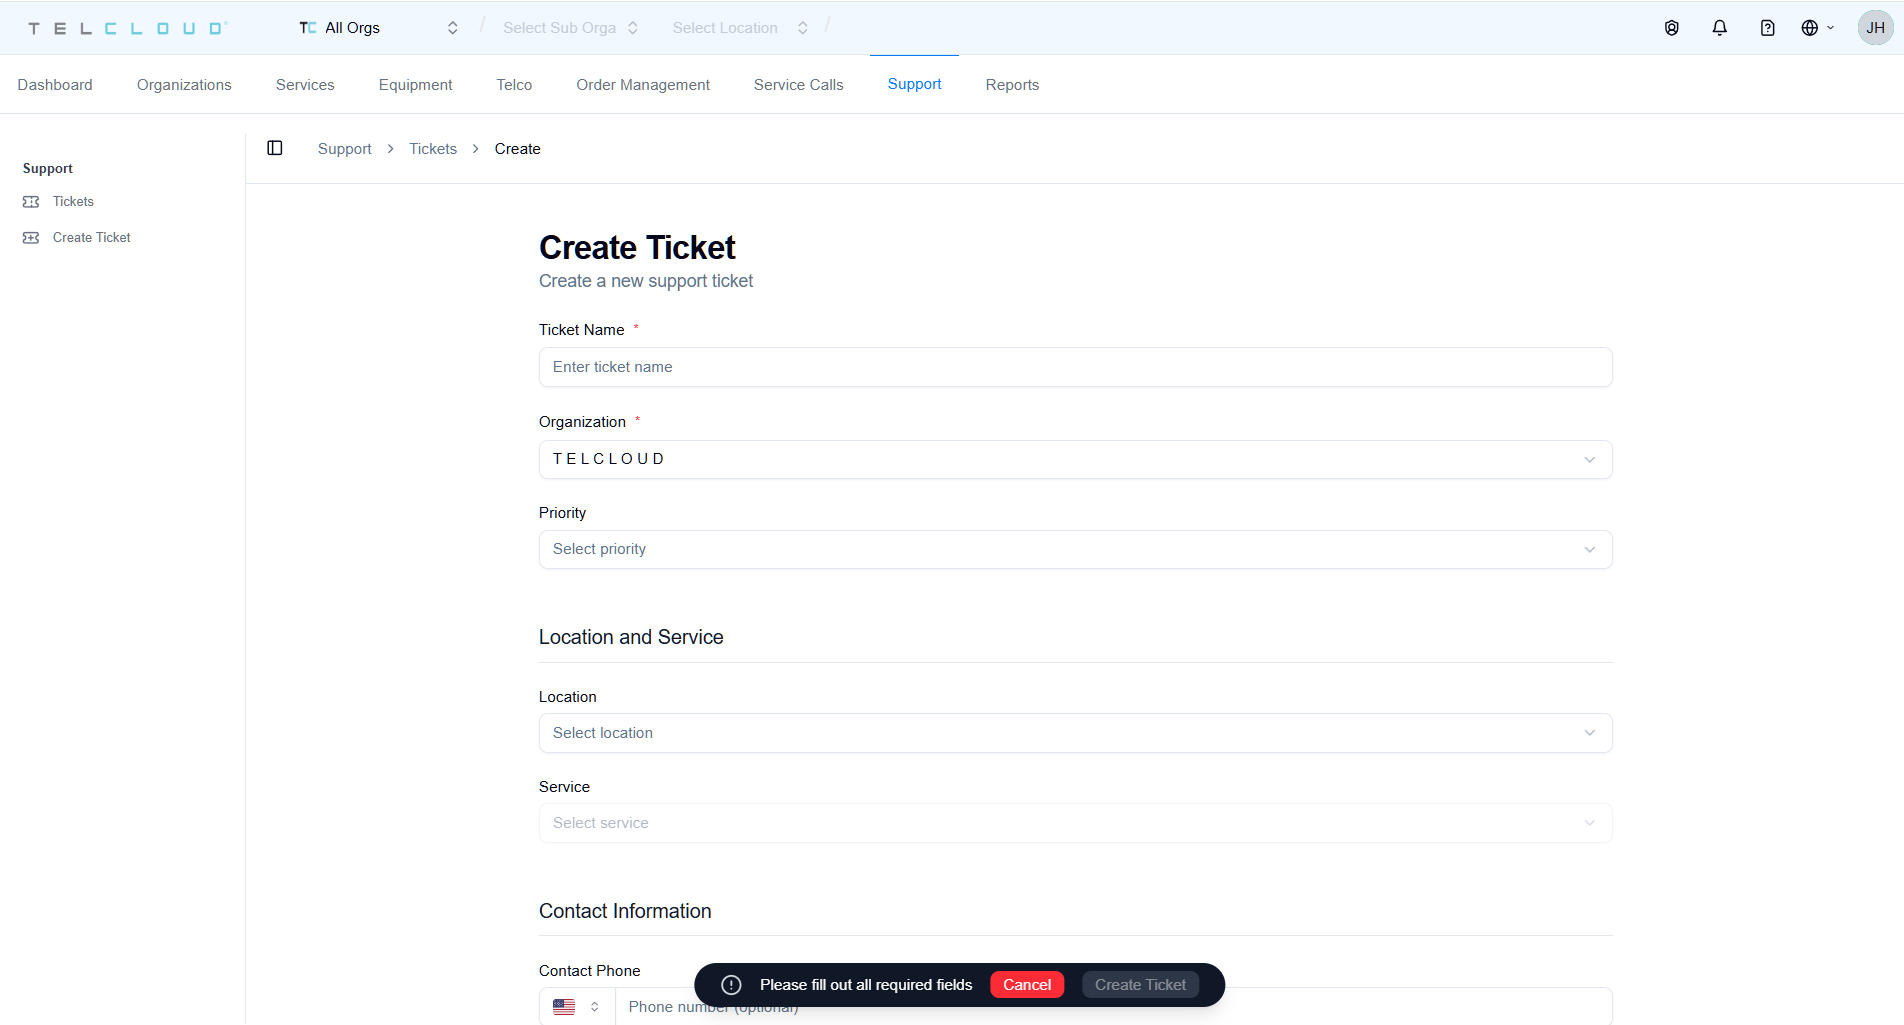 TELCLOUD
TC All Orgs
Select Sub Orga
Select Location
JH
Dashboard
Organizations
Services
Equipment
Telco
Order Management
Service Calls
Support
Reports
Support
Tickets
Create Ticket
Support > Tickets > Create
Create Ticket
Create a new support ticket
Ticket Name *
Enter ticket name
Organization *
T E L C L O U D
Priority
Select priority
Location and Service
Location
Select location
Service
Select service
Contact Information
Contact Phone
Phone number (optional)
Please fill out all required fields
Cancel
Create Ticket